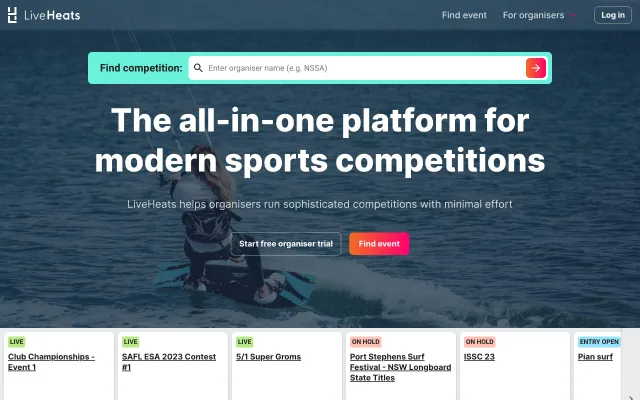 LiveHeats
Find event
For organisers
Log in
Find competition:
Enter organiser name (e.g. NSSA)
The all-in-one platform for
modern sports competitions
LiveHeats helps organisers run sophisticated competitions with minimal effort
Start free organiser trial
Find event
LIVE
Club Championships -
Event 1
LIVE
SAFL ESA 2023 Contest
#1
LIVE
5/1 Super Groms
ON HOLD
Port Stephens Surf
Festival - NSW Longboard
State Titles
ON HOLD
ISSC 23
ENTRY OPEN
Pian surf